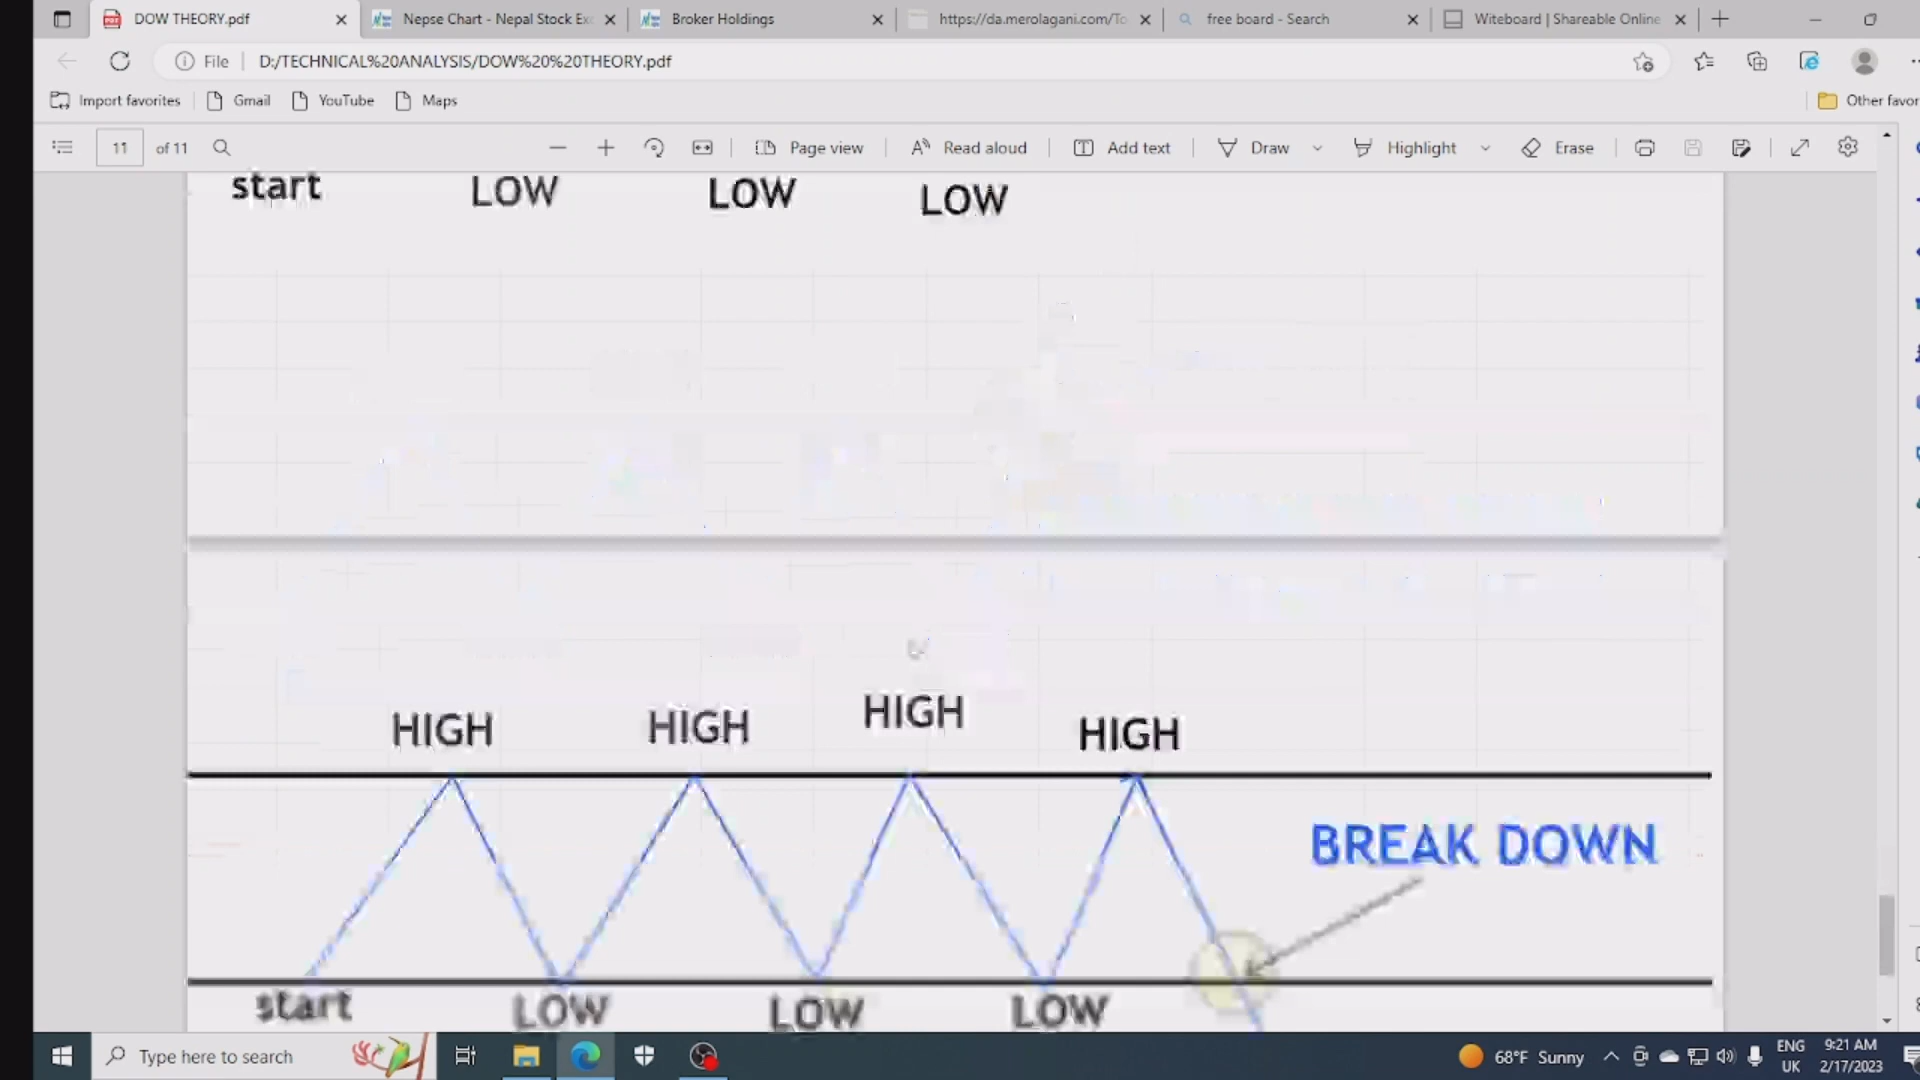 DOW THEORY.pdf
Nepse Chart - Nepal Stock Exc
Broker Holdings
https://da.merolagani.com/To
free board - Search
Witeboard | Shareable Online
File
D:/TECHNICAL%20ANALYSIS/DOW%20%20THEORY.pdf
Import favorites
Gmail
YouTube
Maps
Other favor
11 of 11
Page view
Read aloud
Add text
Draw
Highlight
Erase
start LOW LOW LOW
HIGH HIGH HIGH HIGH
BREAK DOWN
start LOW LOW LOW
Type here to search
68°F Sunny
ENG
UK
9:21 AM
2/17/2023